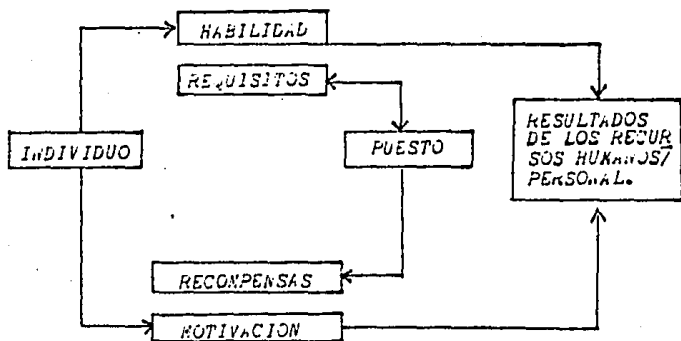 HABILIDAD
REQUISITOS
INDIVIDUO
PUESTO
RESULTADOS
DE LOS RECUR
SOS HUMANOS/
PERSONAL.
RECOMPENSAS
MOTIVACION